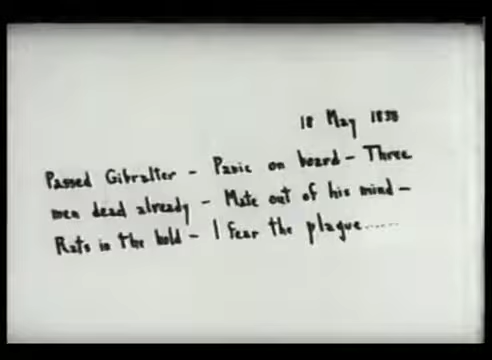 18 May 1838
Passed Gibralter - Panic on board - Three
men dead already - Mate out of his mind -
Rats in the hold - I fear the plague......